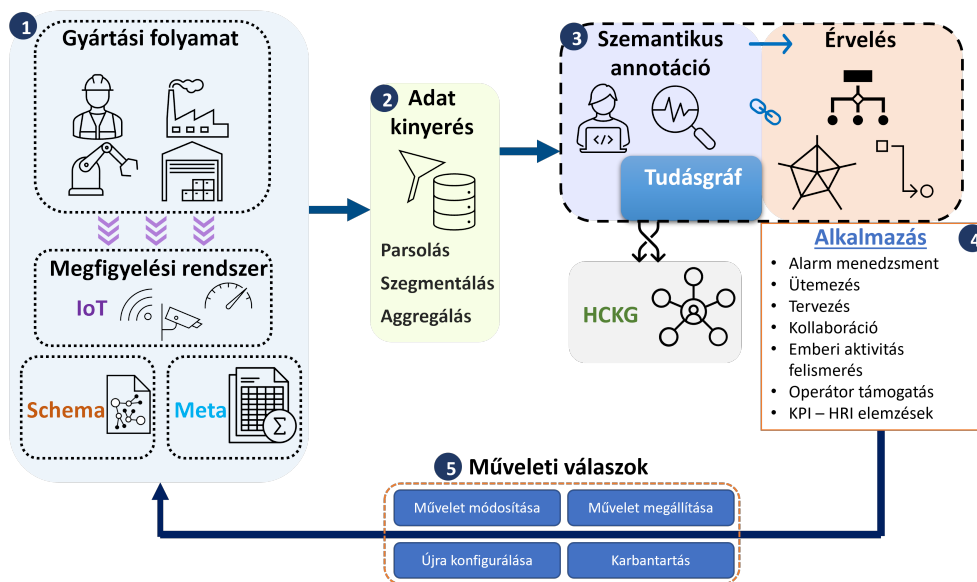 1
Gyártási folyamat
Megfigyelési rendszer
IoT
Schema
Meta
Σ
2
Adat
kinyerés
Parsolás
Szegmentálás
Aggregálás
3
Szemantikus
annotáció
</>
Érvelés
Tudásgráf
HCKG
4
Alkalmazás
• Alarm menedzsment
• Ütemezés
• Tervezés
• Kollaboráció
• Emberi aktivitás
felismerés
• Operátor támogatás
• KPI – HRI elemzések
5
Műveleti válaszok
Művelet módosítása
Művelet megállítása
Újra konfigurálása
Karbantartás